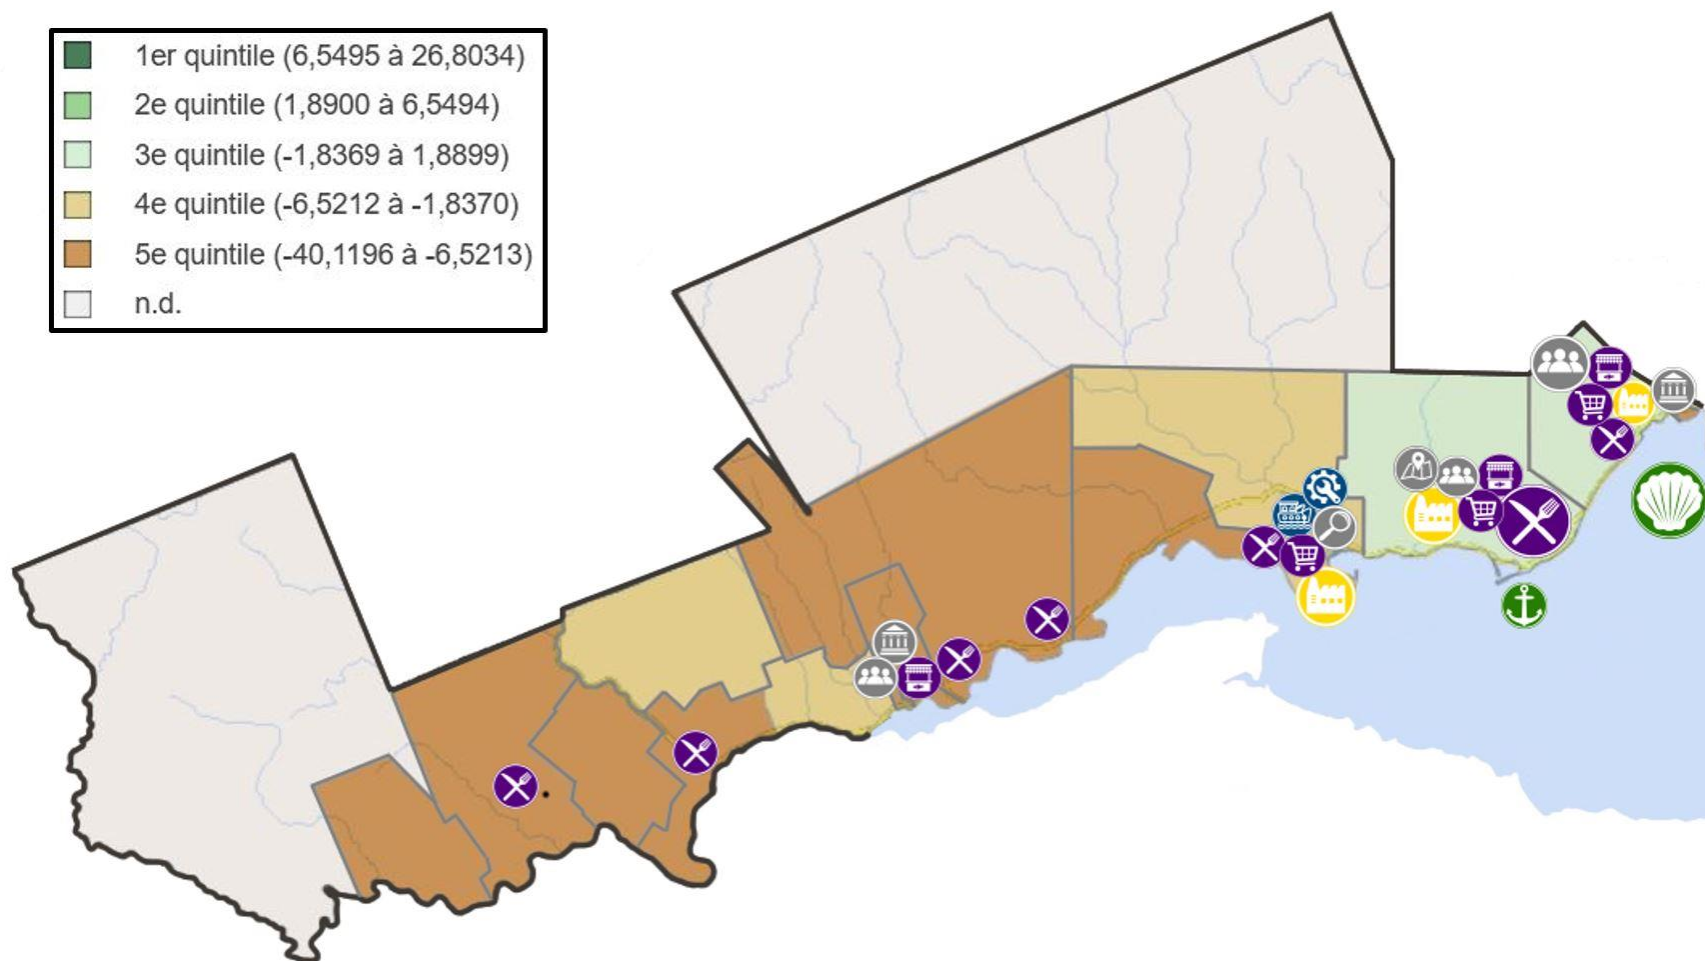 1er quintile (6,5495 à 26,8034)
2e quintile (1,8900 à 6,5494)
3e quintile (-1,8369 à 1,8899)
4e quintile (-6,5212 à -1,8370)
5e quintile (-40,1196 à -6,5213)
n.d.